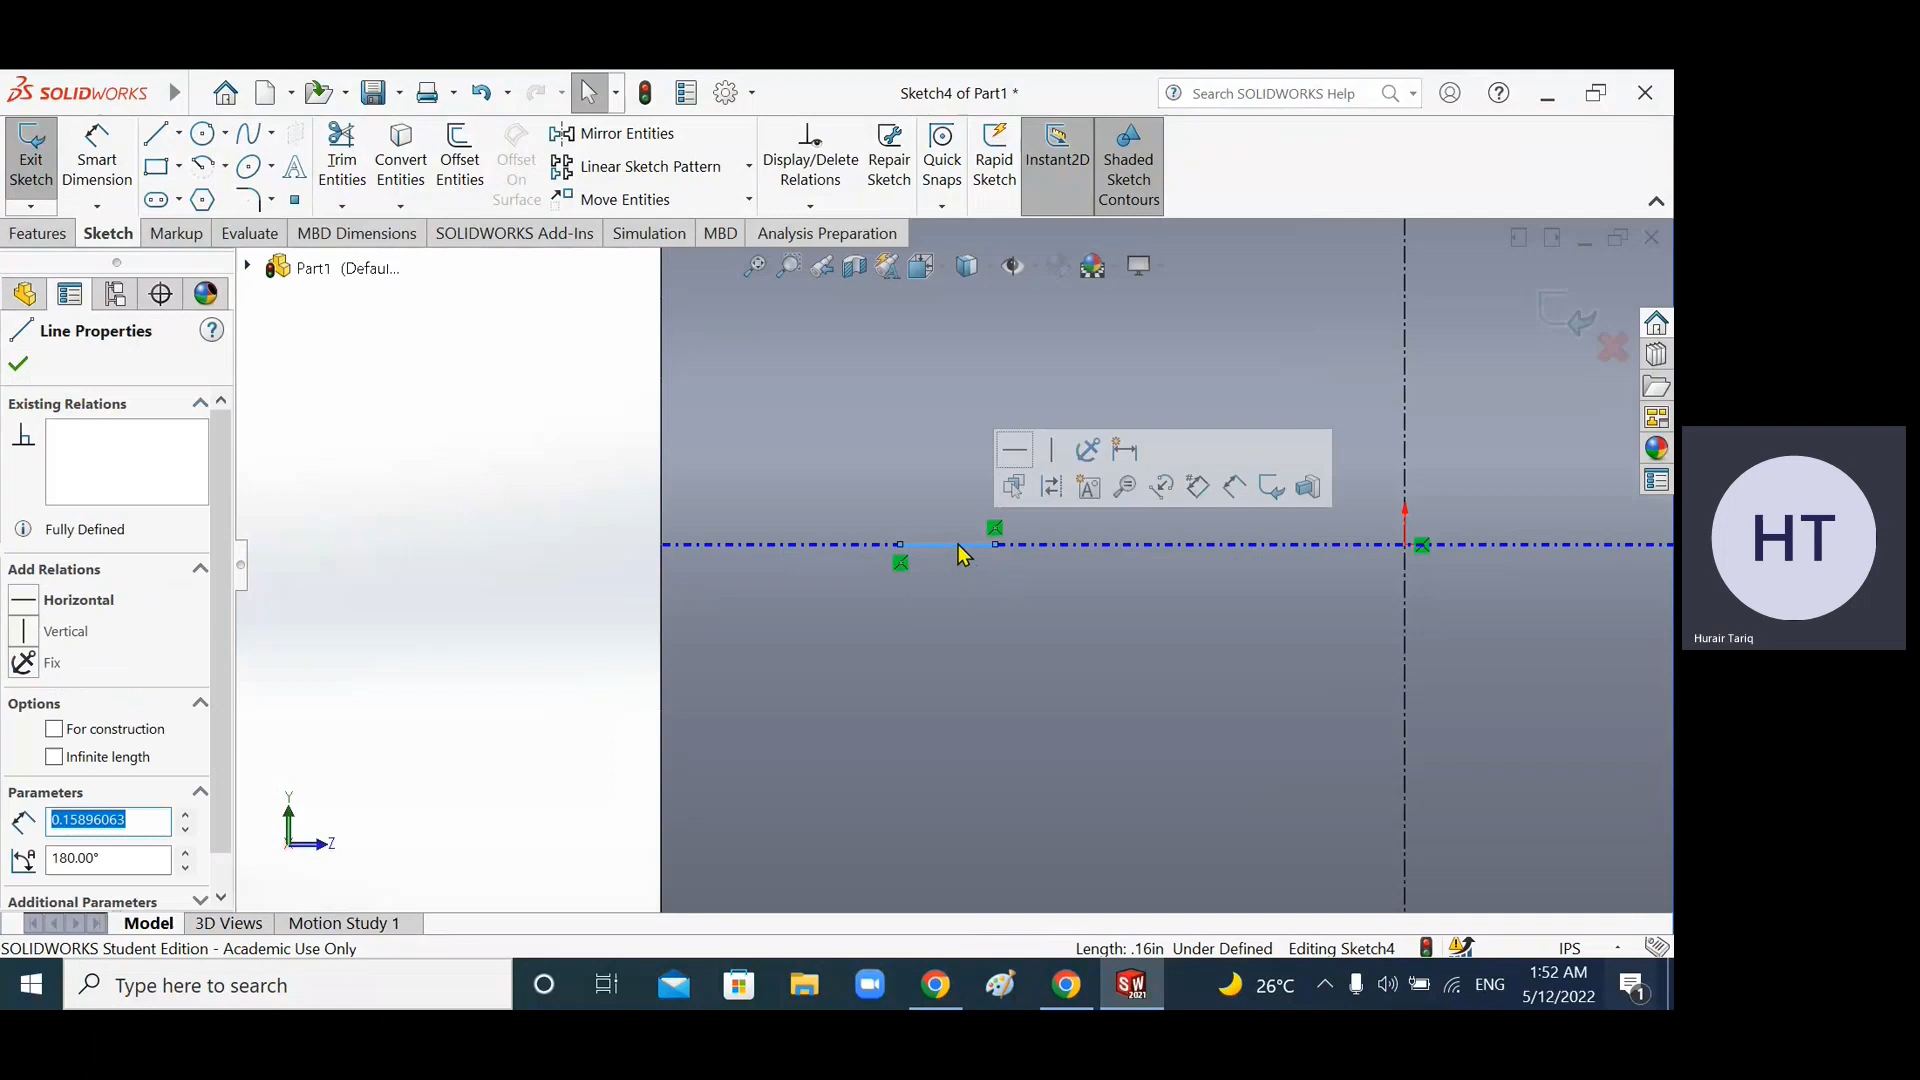 SOLIDWORKS
Sketch4 of Part1 *
Search SOLIDWORKS Help
Exit Sketch
Smart Dimension
Trim Entities
Convert Entities
Offset Entities
Offset On Surface
Mirror Entities
Linear Sketch Pattern
Move Entities
Display/Delete Relations
Repair Sketch
Quick Snaps
Rapid Sketch
Instant2D
Shaded Sketch Contours
Features
Sketch
Markup
Evaluate
MBD Dimensions
SOLIDWORKS Add-Ins
Simulation
MBD
Analysis Preparation
Part1 (Defaul...
Line Properties
Existing Relations
Fully Defined
Add Relations
Horizontal
Vertical
Fix
Options
For construction
Infinite length
Parameters
0.15896063
180.00°
Additional Parameters
Y
Z
HT
Hurair Tariq
Model
3D Views
Motion Study 1
SOLIDWORKS Student Edition - Academic Use Only
Length: .16in
Under Defined
Editing Sketch4
IPS
Type here to search
SW
2021
26°C
ENG
1:52 AM
5/12/2022
1